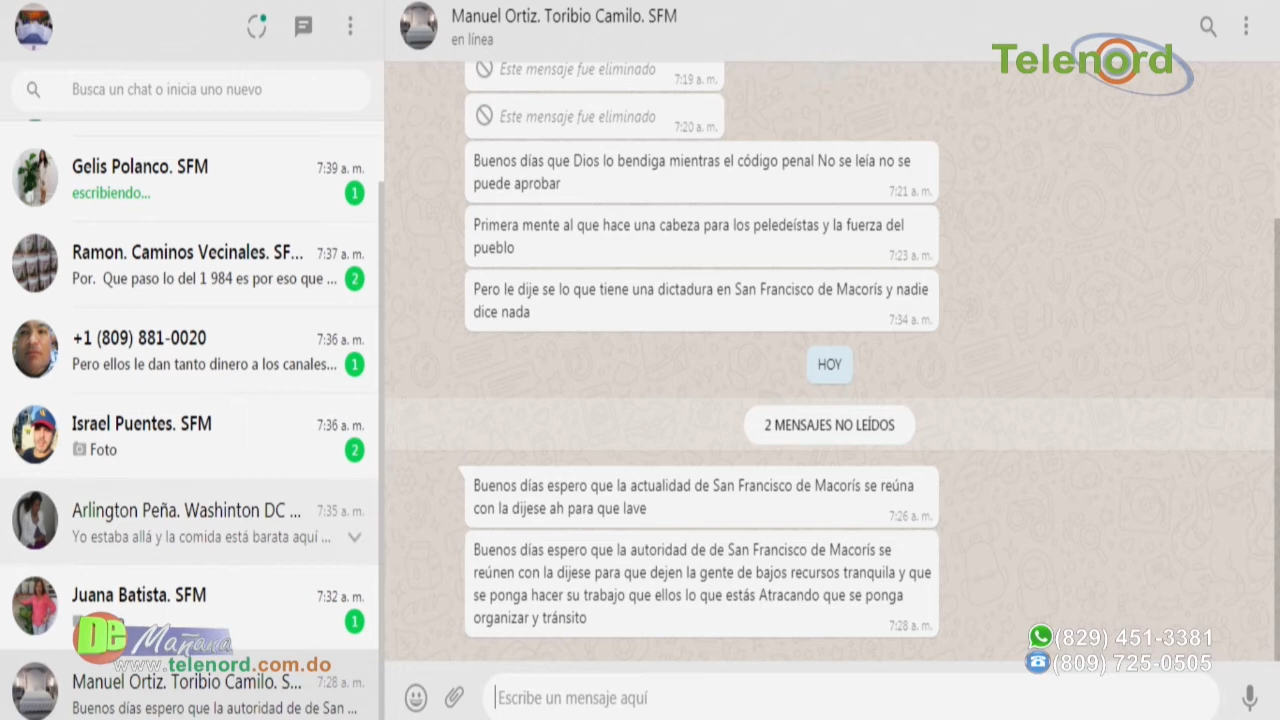 Busca un chat o inicia uno nuevo
Gelis Polanco. SFM
7:39 a. m.
escribiendo...
1
Ramon. Caminos Vecinales. SF...
7:37 a. m.
Por. Que paso lo del 1 984 es por eso que ...
2
+1 (809) 881-0020
7:36 a. m.
Pero ellos le dan tanto dinero a los canales...
1
Israel Puentes. SFM
7:36 a. m.
Foto
2
Arlington Peña. Washinton DC ...
7:35 a. m.
Yo estaba allá y la comida está barata aquí ...
Juana Batista. SFM
7:32 a. m.
1
De Mañana
www.telenord.com.do
Manuel Ortiz. Toribio Camilo. S...
7:28 a. m.
Buenos días espero que la autoridad de de San ...
Manuel Ortiz. Toribio Camilo. SFM
en línea
Telenord
Este mensaje fue eliminado
7:19 a. m.
Este mensaje fue eliminado
7:20 a. m.
Buenos días que Dios lo bendiga mientras el código penal No se leía no se
puede aprobar
7:21 a. m.
Primera mente al que hace una cabeza para los peledeístas y la fuerza del
pueblo
7:23 a. m.
Pero le dije se lo que tiene una dictadura en San Francisco de Macorís y nadie
dice nada
7:34 a. m.
HOY
2 MENSAJES NO LEÍDOS
Buenos días espero que la actualidad de San Francisco de Macorís se reúna
con la dijese ah para que lave
7:26 a. m.
Buenos días espero que la autoridad de de San Francisco de Macorís se
reúnen con la dijese para que dejen la gente de bajos recursos tranquila y que
se ponga hacer su trabajo que ellos lo que estás Atracando que se ponga
organizar y tránsito
7:28 a. m.
(829) 451-3381
(809) 725-0505
Escribe un mensaje aquí